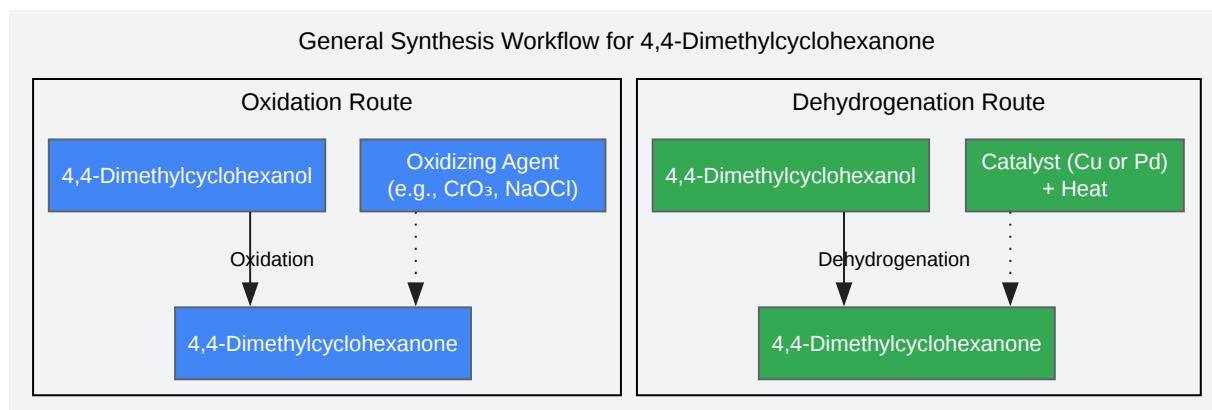 General Synthesis Workflow for 4,4-Dimethylcyclohexanone
Oxidation Route
4,4-Dimethylcyclohexanol
Oxidizing Agent
(e.g., CrO₃, NaOCl)
Oxidation
4,4-Dimethylcyclohexanone
Dehydrogenation Route
4,4-Dimethylcyclohexanol
Catalyst (Cu or Pd)
+ Heat
Dehydrogenation
4,4-Dimethylcyclohexanone